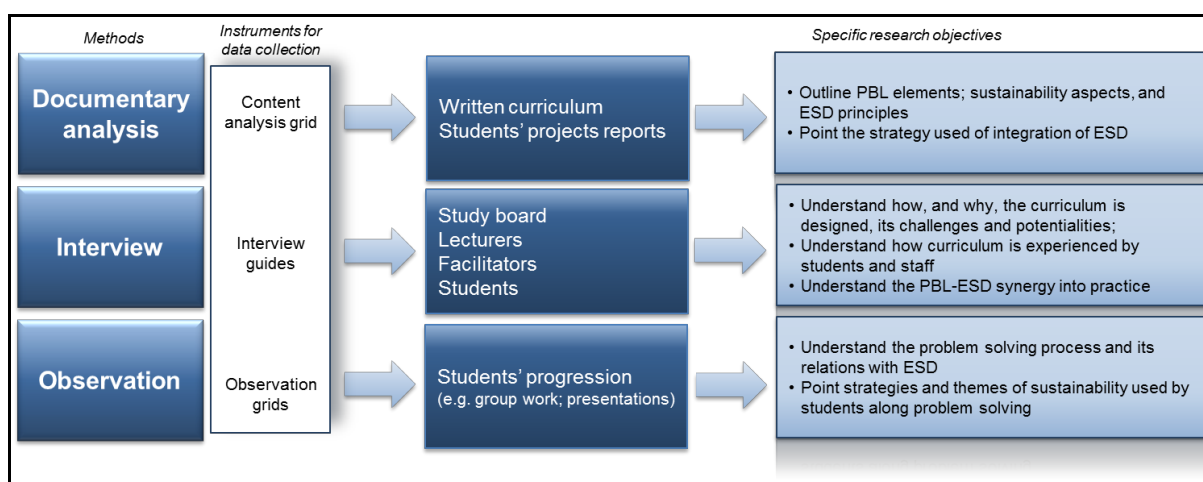 Methods
Instruments for
data collection
Specific research objectives
Documentary
analysis
Content
analysis grid
Written curriculum
Students' projects reports
• Outline PBL elements; sustainability aspects, and
ESD principles
• Point the strategy used of integration of ESD
Interview
Interview
guides
Study board
Lecturers
Facilitators
Students
• Understand how, and why, the curriculum is
designed, its challenges and potentialities;
• Understand how curriculum is experienced by
students and staff
• Understand the PBL-ESD synergy into practice
Observation
Observation
grids
Students' progression
(e.g. group work; presentations)
• Understand the problem solving process and its
relations with ESD
• Point strategies and themes of sustainability used by
students along problem solving